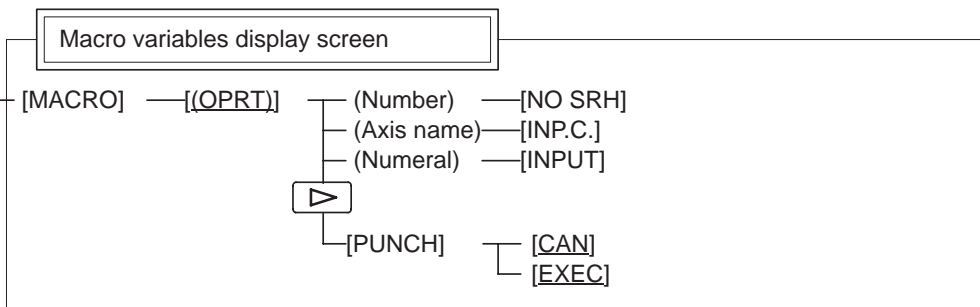 Macro variables display screen
[MACRO] [(OPRT)] (Number) [NO SRH]
(Axis name) [INP.C.]
(Numeral) [INPUT]
[PUNCH] [CAN]
[EXEC]